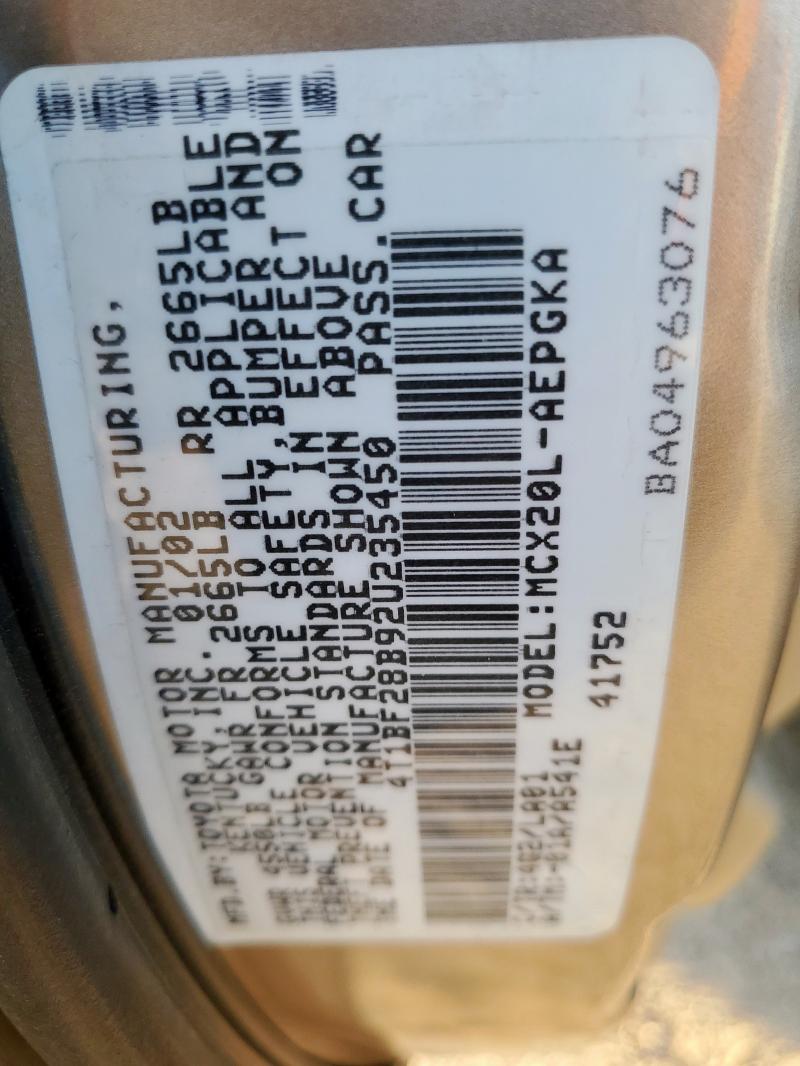 MFD. BY: TOYOTA MOTOR MANUFACTURING,
KENTUCKY, INC. 01/02
GVWR 4550LB GAWR FR 2665LB RR 2665LB
THIS VEHICLE CONFORMS TO ALL APPLICABLE
FEDERAL MOTOR VEHICLE SAFETY, BUMPER AND
THEFT PREVENTION STANDARDS IN EFFECT ON
THE DATE OF MANUFACTURE SHOWN ABOVE
4T1BF28B92U235450 PASS. CAR
MODEL: MCX20L-AEPGKA
C/TR: 4G2/LA01
A/TM: -01A/A541E
41752
BA04963076